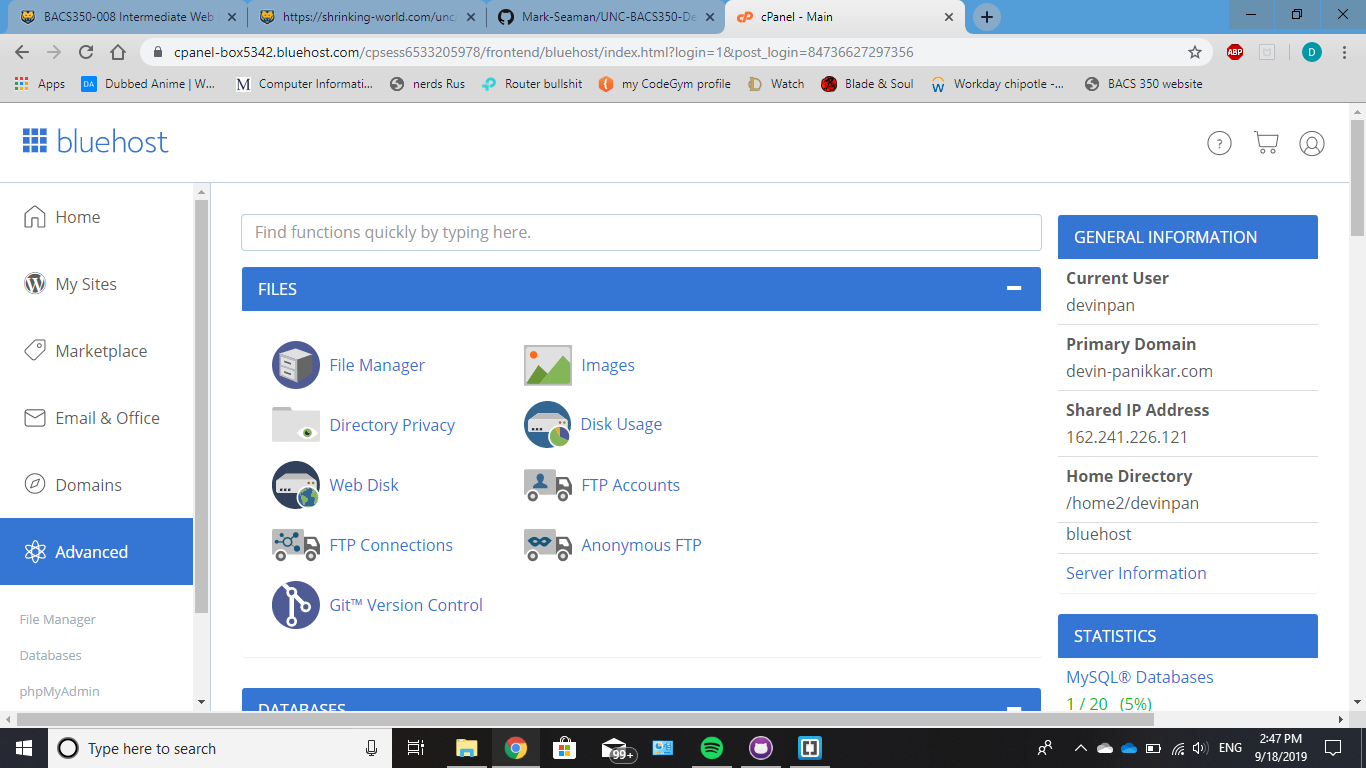 BACS350-008 Intermediate Web
https://shrinking-world.com/unc/
Mark-Seaman/UNC-BACS350-De
cPanel - Main
cpanel-box5342.bluehost.com/cpsess6533205978/frontend/bluehost/index.html?login=1&post_login=84736627297356
ABP
D
Apps
DA Dubbed Anime | W...
M Computer Informati...
nerds Rus
Router bullshit
my CodeGym profile
Watch
Blade & Soul
Workday chipotle -...
BACS 350 website
bluehost
?
Home
My Sites
Marketplace
Email & Office
Domains
Advanced
File Manager
Databases
phpMyAdmin
Find functions quickly by typing here.
FILES
File Manager
Images
Directory Privacy
Disk Usage
Web Disk
FTP Accounts
FTP Connections
Anonymous FTP
Git™ Version Control
DATABASES
GENERAL INFORMATION
Current User
devinpan
Primary Domain
devin-panikkar.com
Shared IP Address
162.241.226.121
Home Directory
/home2/devinpan
bluehost
Server Information
STATISTICS
MySQL® Databases
1 / 20 (5%)
Type here to search
99+
ENG
2:47 PM
9/18/2019